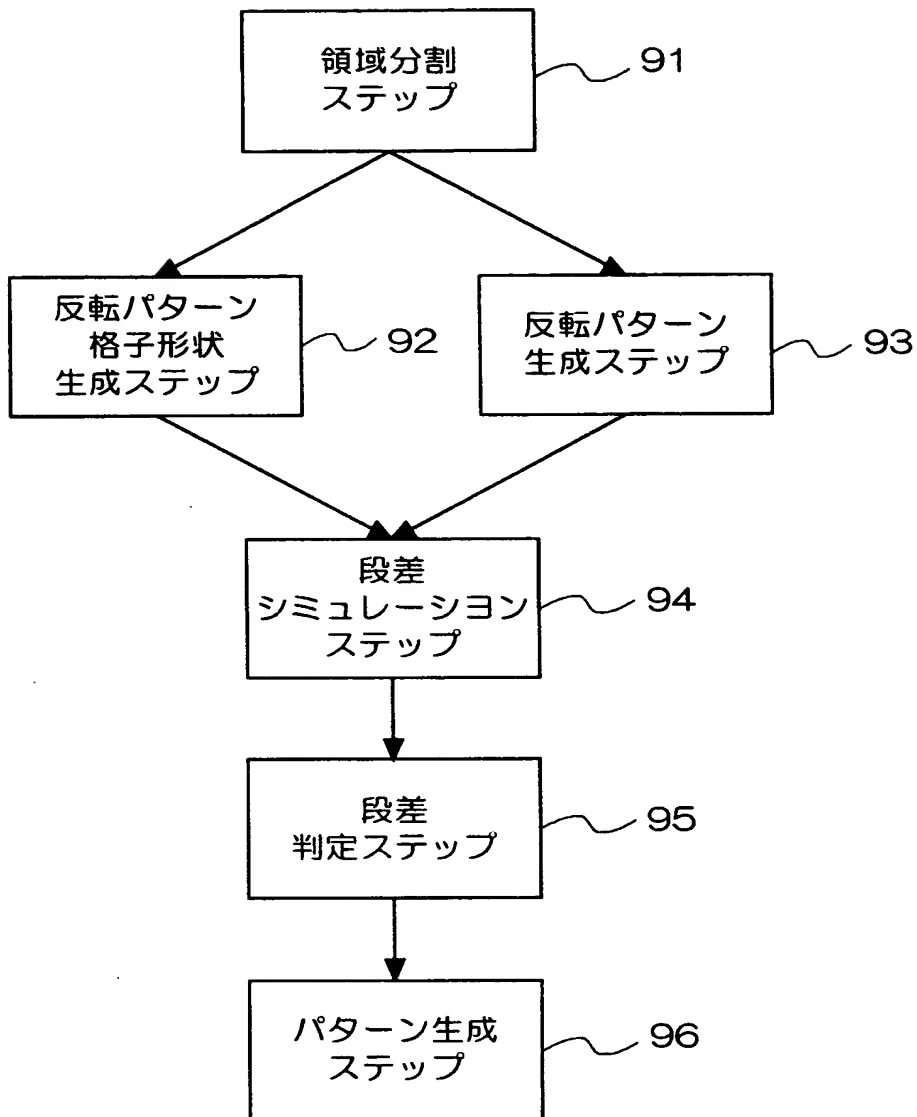 領域分割
ステップ
91
反転パターン
格子形状
生成ステップ
92
反転パターン
生成ステップ
93
段差
シミュレーション
ステップ
94
段差
判定ステップ
95
パターン生成
ステップ
96